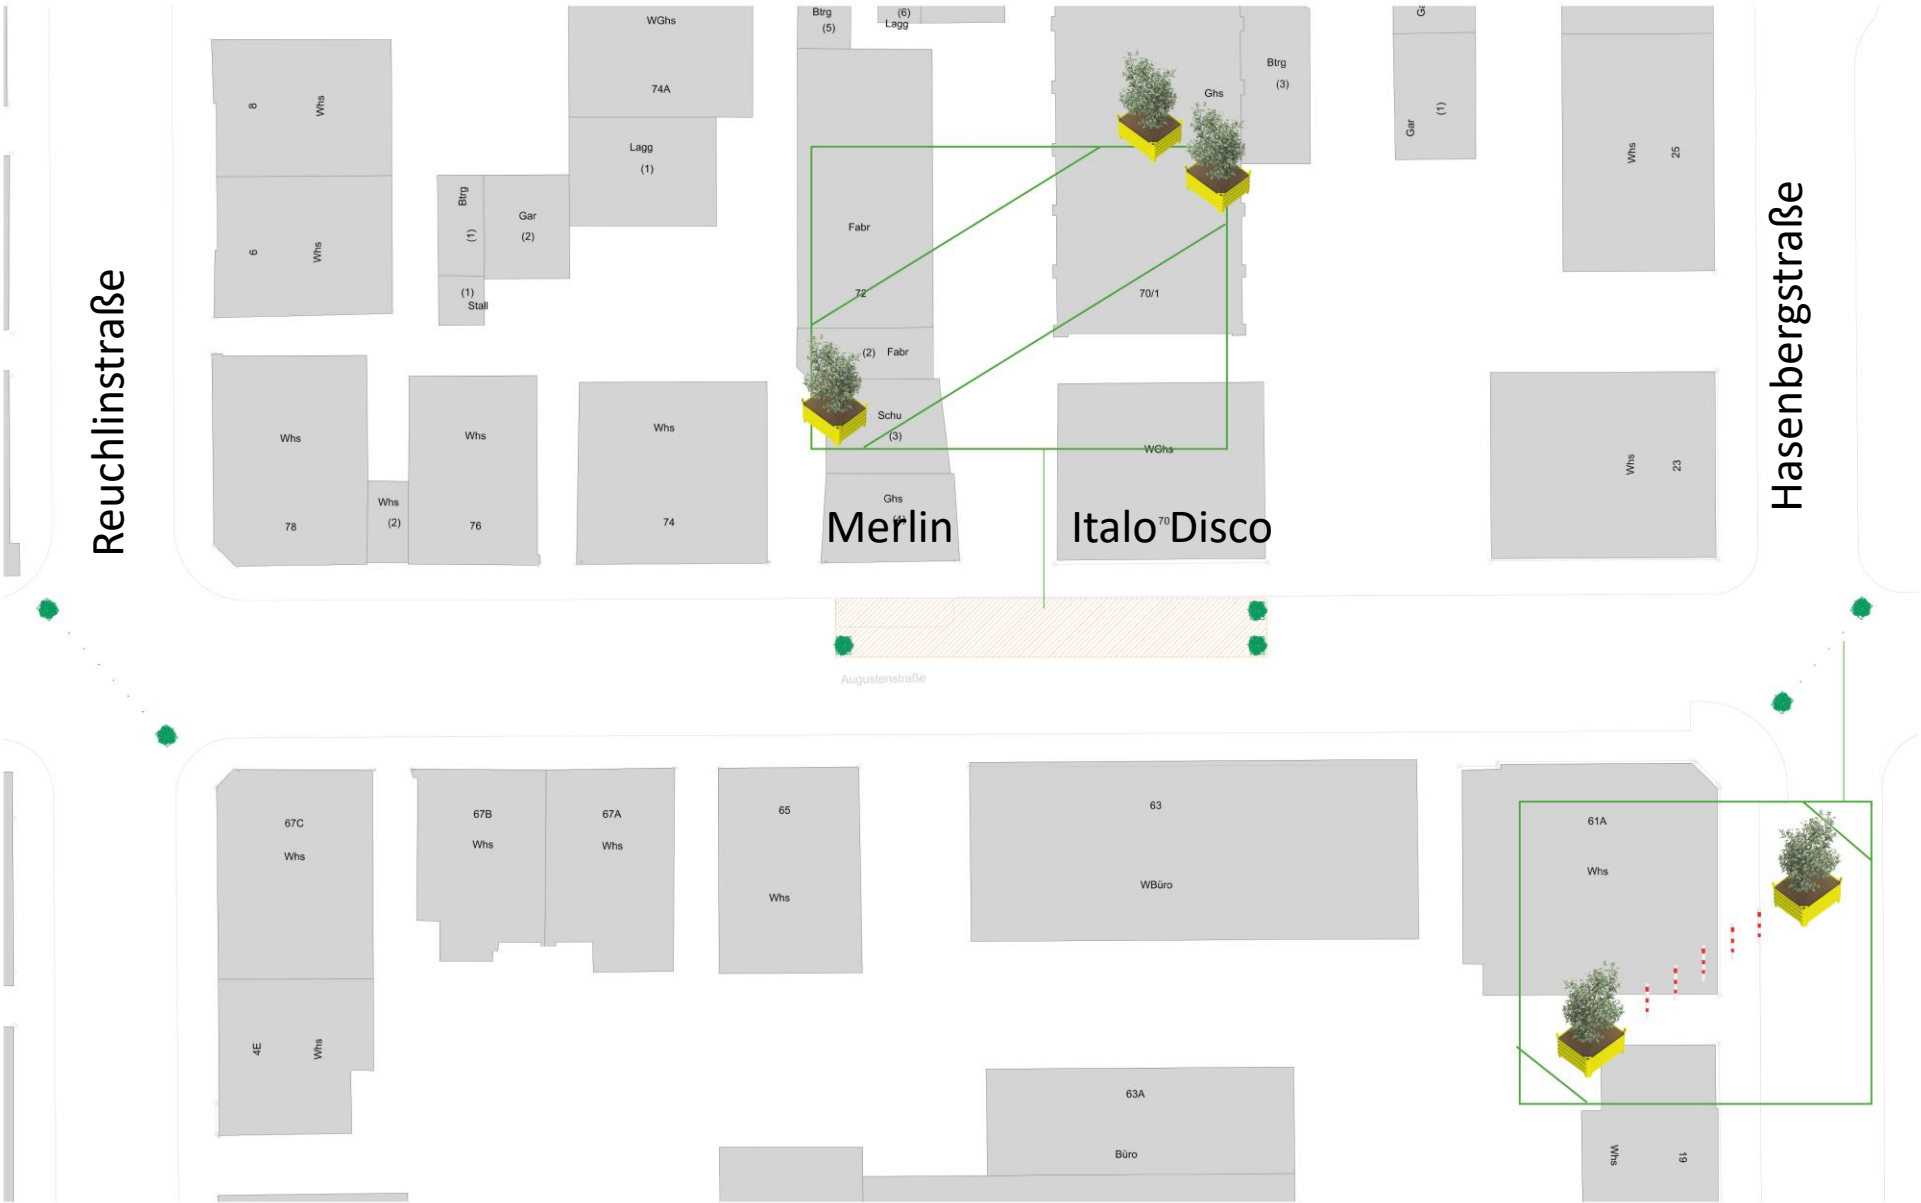 WGhs
74A
Btrg
(5)
(6)
Lagg
Ghs
Btrg
(3)
Gar
(1)
Whs
25
8
Whs
Lagg
(1)
6
Whs
Btrg
(1)
Gar
(2)
(1)
Stall
Fabr
72
(2) Fabr
70/1
Reuchlinstraße
Hasenbergstraße
Whs
78
Whs
(2)
Whs
76
Whs
74
Schu
(3)
Ghs
Merlin
WGhs
70
Italo Disco
Whs
23
Augustenstraße
67C
Whs
67B
Whs
67A
Whs
65
Whs
63
WBüro
61A
Whs
4E
Whs
63A
Büro
Whs
19